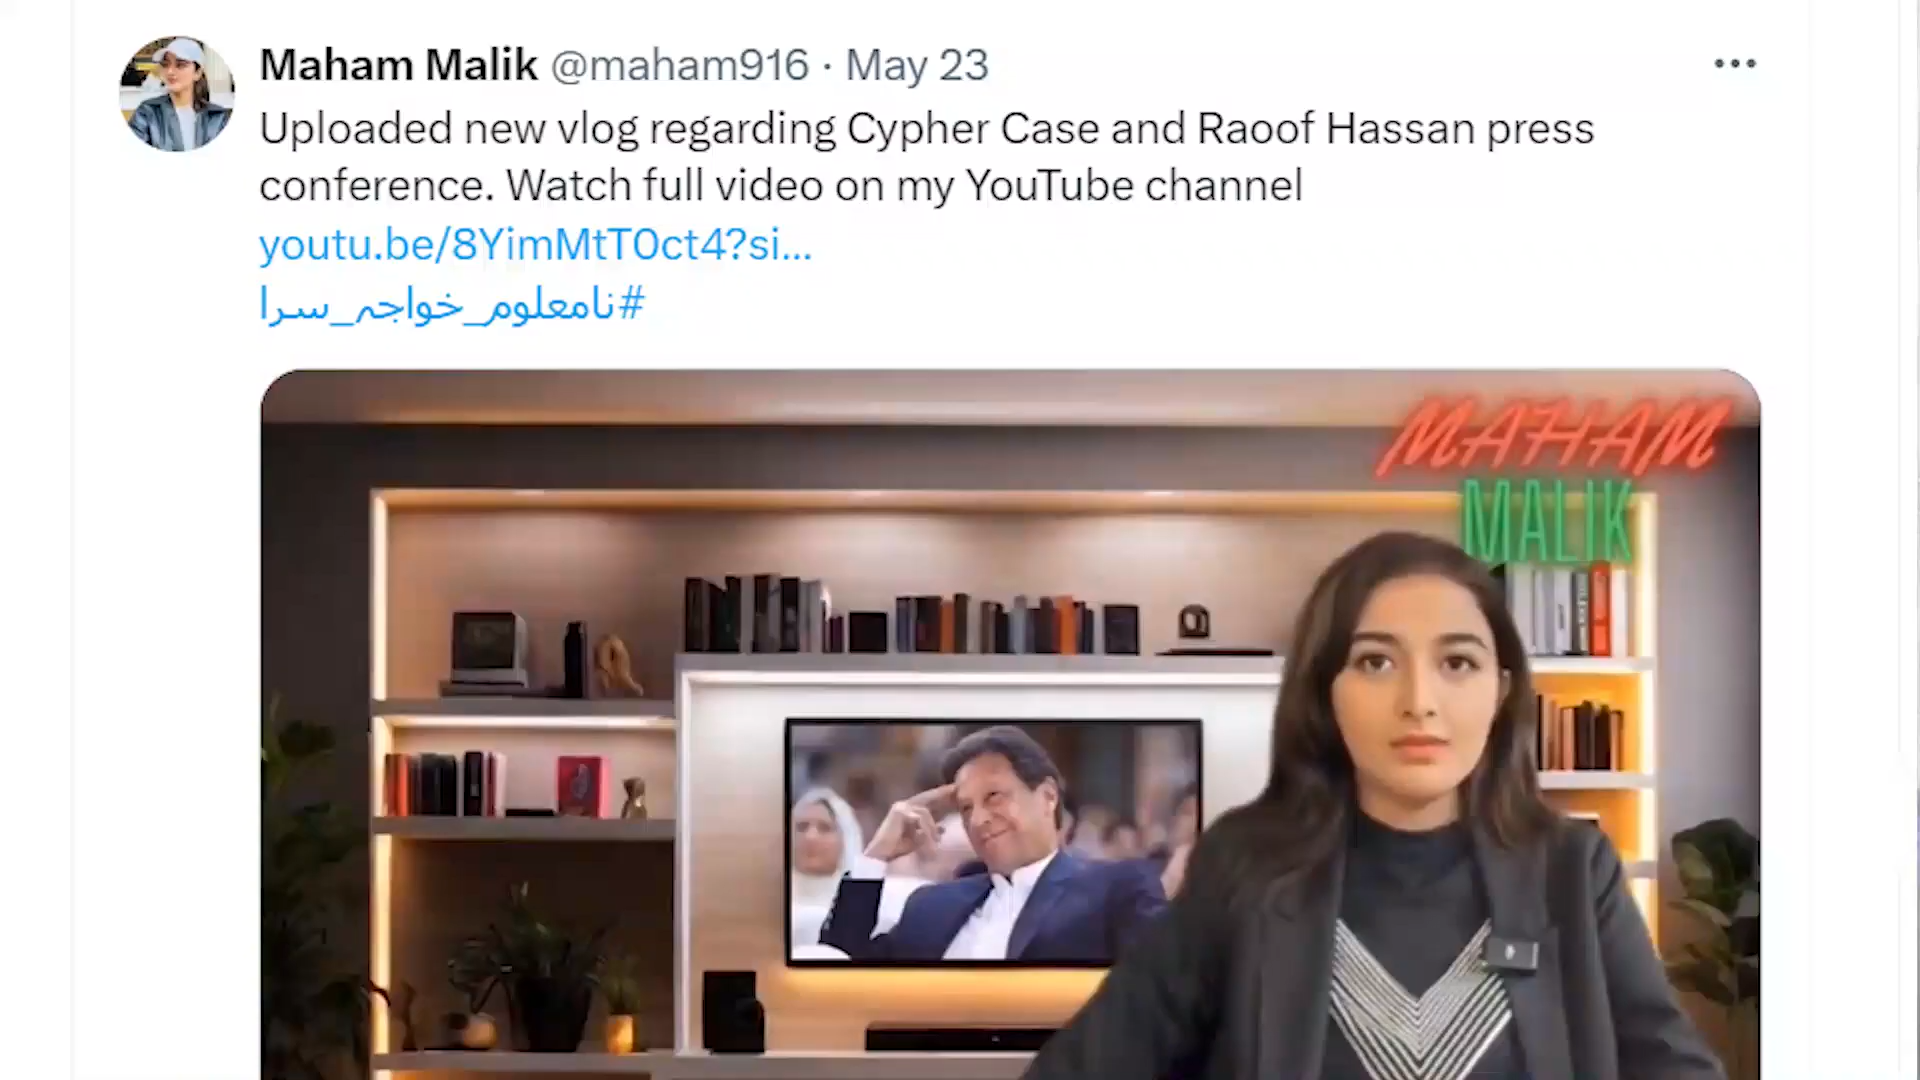 Maham Malik @maham916 · May 23
Uploaded new vlog regarding Cypher Case and Raoof Hassan press
conference. Watch full video on my YouTube channel
youtu.be/8YimMtT0ct4?si...
#نامعلوم_خواجہ_سرا
MAHAM
MALIK